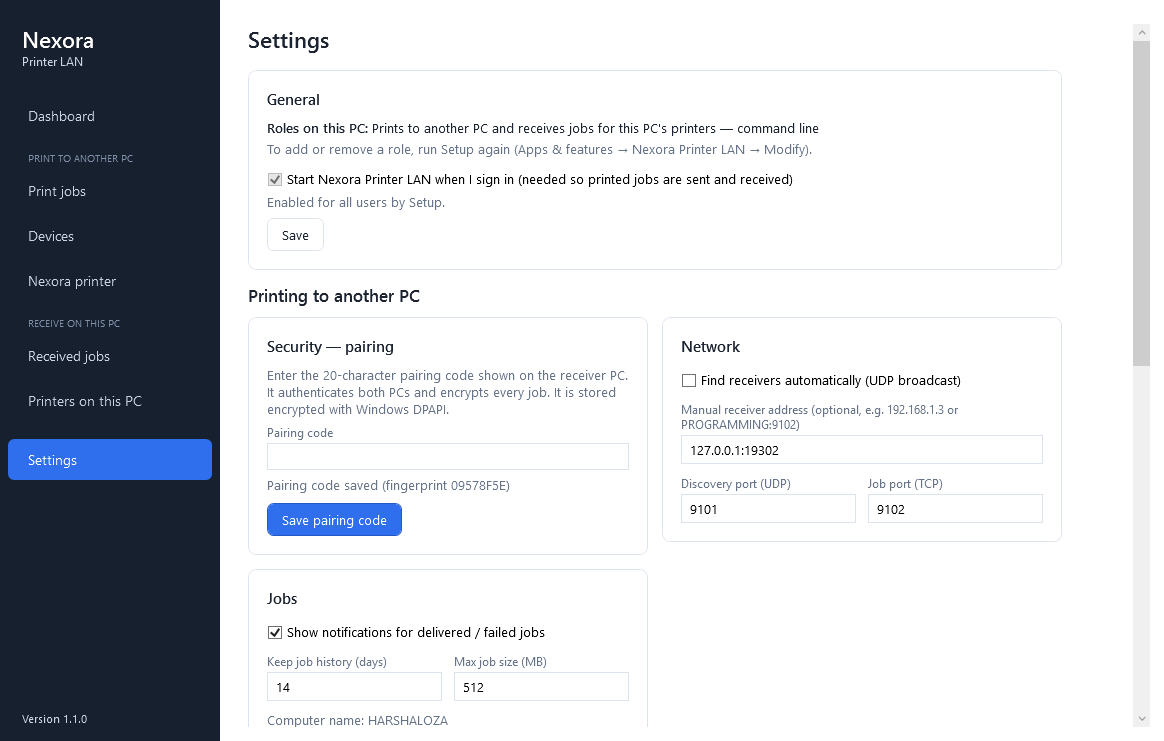 Nexora
Printer LAN
Dashboard
PRINT TO ANOTHER PC
Print jobs
Devices
Nexora printer
RECEIVE ON THIS PC
Received jobs
Printers on this PC
Settings
Version 1.1.0
Settings
General
Roles on this PC: Prints to another PC and receives jobs for this PC's printers — command line
To add or remove a role, run Setup again (Apps & features → Nexora Printer LAN → Modify).
Start Nexora Printer LAN when I sign in (needed so printed jobs are sent and received)
Enabled for all users by Setup.
Save
Printing to another PC
Security — pairing
Enter the 20-character pairing code shown on the receiver PC.
It authenticates both PCs and encrypts every job. It is stored
encrypted with Windows DPAPI.
Pairing code
Pairing code saved (fingerprint 09578F5E)
Save pairing code
Network
Find receivers automatically (UDP broadcast)
Manual receiver address (optional, e.g. 192.168.1.3 or
PROGRAMMING:9102)
127.0.0.1:19302
Discovery port (UDP)
Job port (TCP)
9101
9102
Jobs
Show notifications for delivered / failed jobs
Keep job history (days)
Max job size (MB)
14
512
Computer name: HARSHALOZA